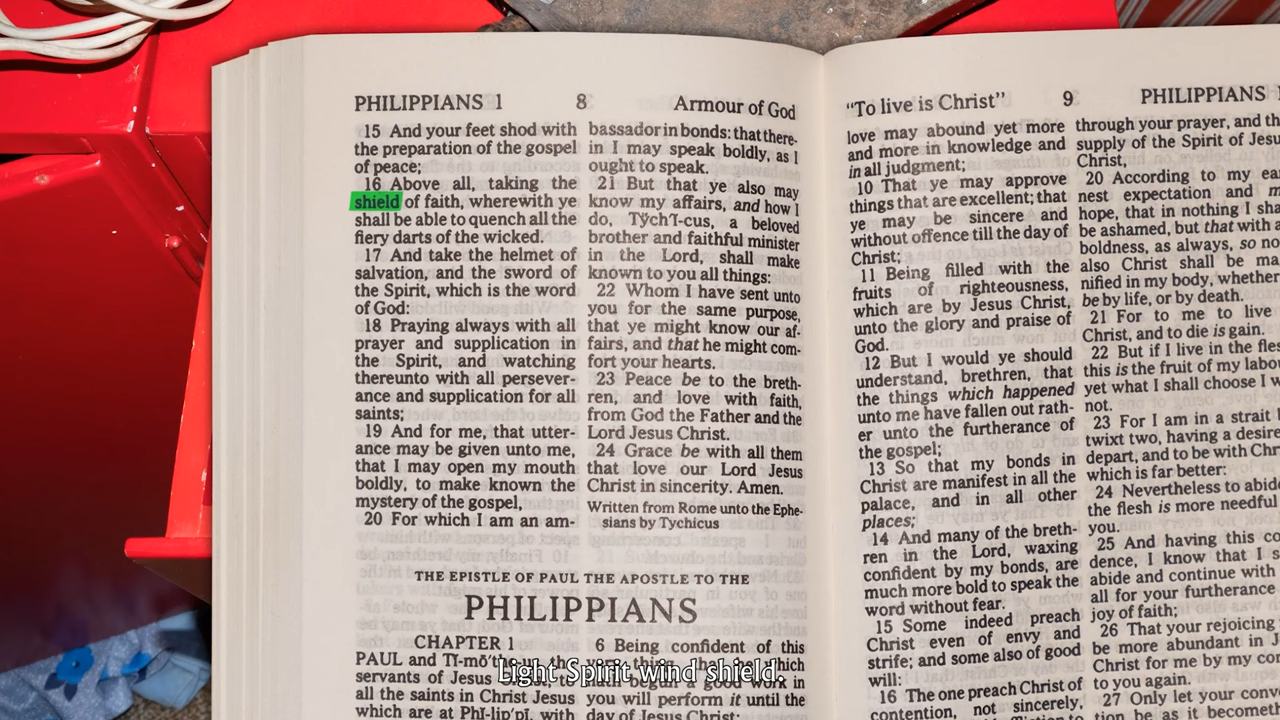 PHILIPPIANS 1 8 Armour of God
15 And your feet shod with
the preparation of the gospel
of peace;
16 Above all, taking the
shield of faith, wherewith ye
shall be able to quench all the
fiery darts of the wicked.
17 And take the helmet of
salvation, and the sword of
the Spirit, which is the word
of God:
18 Praying always with all
prayer and supplication in
the Spirit, and watching
thereunto with all persever-
ance and supplication for all
saints;
19 And for me, that utter-
ance may be given unto me,
that I may open my mouth
boldly, to make known the
mystery of the gospel,
20 For which I am an am-
bassador in bonds: that there-
in I may speak boldly, as I
ought to speak.
21 But that ye also may
know my affairs, and how I
do, Tўch'ĭ-cus, a beloved
brother and faithful minister
in the Lord, shall make
known to you all things:
22 Whom I have sent unto
you for the same purpose,
that ye might know our af-
fairs, and that he might com-
fort your hearts.
23 Peace be to the breth-
ren, and love with faith,
from God the Father and the
Lord Jesus Christ.
24 Grace be with all them
that love our Lord Jesus
Christ in sincerity. Amen.
Written from Rome unto the Ephe-
sians by Tychicus
THE EPISTLE OF PAUL THE APOSTLE TO THE
PHILIPPIANS
CHAPTER 1
PAUL and
servants of Jesus
all the saints in Christ Jesus
which are at Phĭ-lĭp'pī, with
6 Being confident of this
which
begun a good work in
you will perform it until the
day of Jesus Christ:
Light Spirit wind shield.
"To live is Christ" 9 PHILIPPIANS
love may abound yet more
and more in knowledge and
in all judgment;
10 That ye may approve
things that are excellent; that
ye may be sincere and
without offence till the day of
Christ;
11 Being filled with the
fruits of righteousness,
which are by Jesus Christ,
unto the glory and praise of
God.
12 But I would ye should
understand, brethren, that
the things which happened
unto me have fallen out rath-
er unto the furtherance of
the gospel;
13 So that my bonds in
Christ are manifest in all the
palace, and in all other
places;
14 And many of the breth-
ren in the Lord, waxing
confident by my bonds, are
much more bold to speak the
word without fear.
15 Some indeed preach
Christ even of envy and
strife; and some also of good
will:
16 The one preach Christ of
contention, not sincerely,
through your prayer, and th
supply of the Spirit of Jesu
Christ,
20 According to my ea
nest expectation and m
hope, that in nothing I sha
be ashamed, but that with a
boldness, as always, so no
also Christ shall be ma
nified in my body, whether
be by life, or by death.
21 For to me to live
Christ, and to die is gain.
22 But if I live in the fles
this is the fruit of my labou
yet what I shall choose I w
not.
23 For I am in a strait
twixt two, having a desire
depart, and to be with Chr
which is far better:
24 Nevertheless to abide
the flesh is more needful
you.
25 And having this co
dence, I know that I s
abide and continue with
all for your furtherance
joy of faith;
26 That your rejoicing
be more abundant in J
Christ for me by my con
to you again.
27 Only let your conv
tion be as it becometh